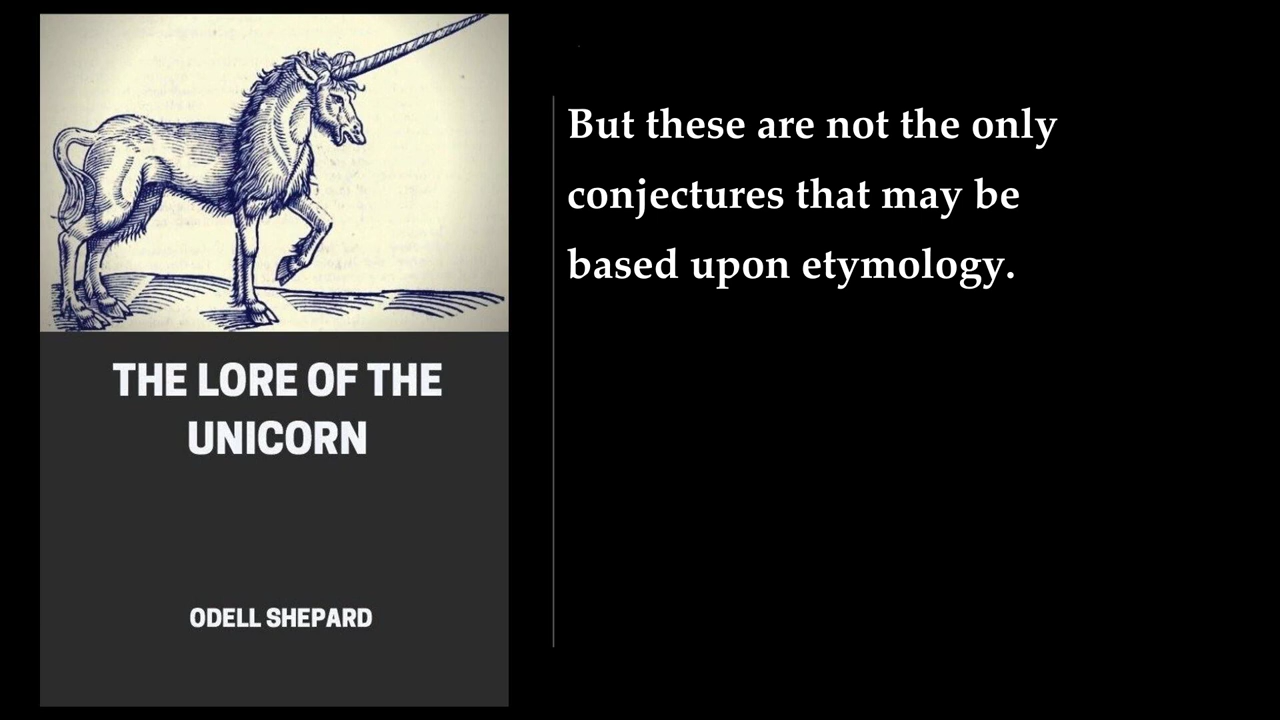 THE LORE OF THE
UNICORN
ODELL SHEPARD
But these are not the only
conjectures that may be
based upon etymology.